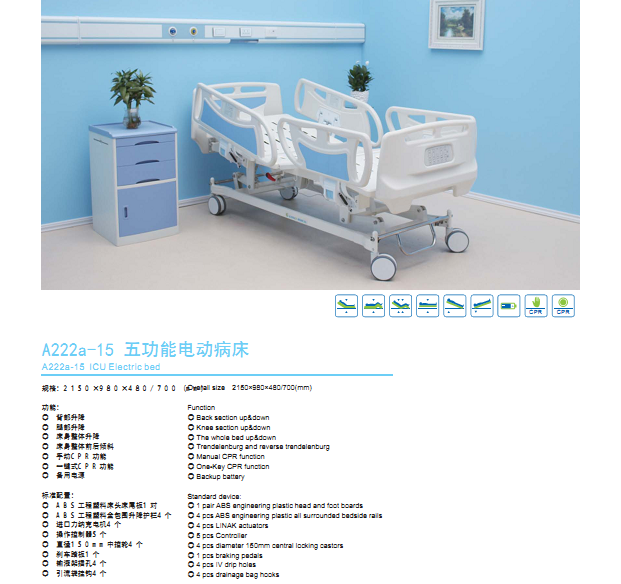 CPR
CPR
A222a-15 五功能电动病床
A222a-15 ICU Electric bed
规格：2150×980×480/700
Overall size 2150×980×480/700(mm)
功能：
背部升降
腿部升降
床身整体升降
床身整体前后倾斜
手动CPR功能
一键式CPR功能
备用电源
Function
Back section up&down
Knee section up&down
The whole bed up&down
Trendelenburg and reverse trendelenburg
Manual CPR function
One-Key CPR function
Backup battery
标准配置：
ABS工程塑料床头床尾板1 对
ABS工程塑料全包围升降护栏4 个
进口力纳克电机4 个
操作控制器5 个
直径150mm中控轮4 个
刹车踏板1 个
输液架插孔4 个
引流袋挂钩4 个
Standard device:
1 pair ABS engineering plastic head and foot boards
4 pcs ABS engineering plastic all surrounded bedside rails
4 pcs LINAK actuators
5 pcs Controller
4 pcs diameter 150mm central locking castors
1 pcs braking pedals
4 pcs IV drip holes
4 pcs drainage bag hooks